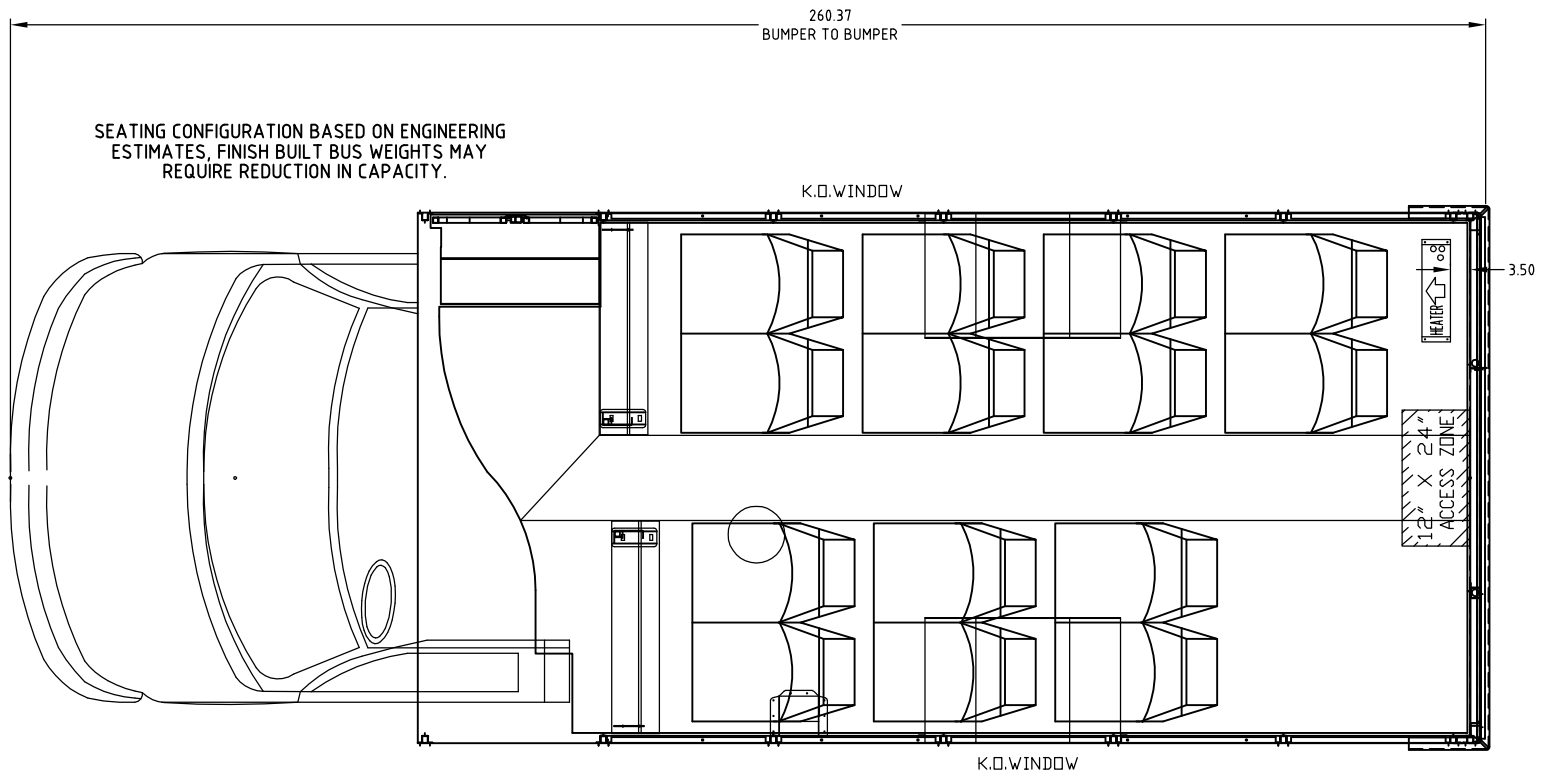 260.37
BUMPER TO BUMPER
SEATING CONFIGURATION BASED ON ENGINEERING
ESTIMATES, FINISH BUILT BUS WEIGHTS MAY
REQUIRE REDUCTION IN CAPACITY.
K.O.WINDOW
3.50
HEATER
12" X 24"
ACCESS ZONE
K.O.WINDOW